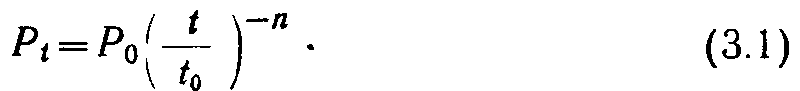 P_t = P_0 ( t / t_0 )^{-n} . (3.1)